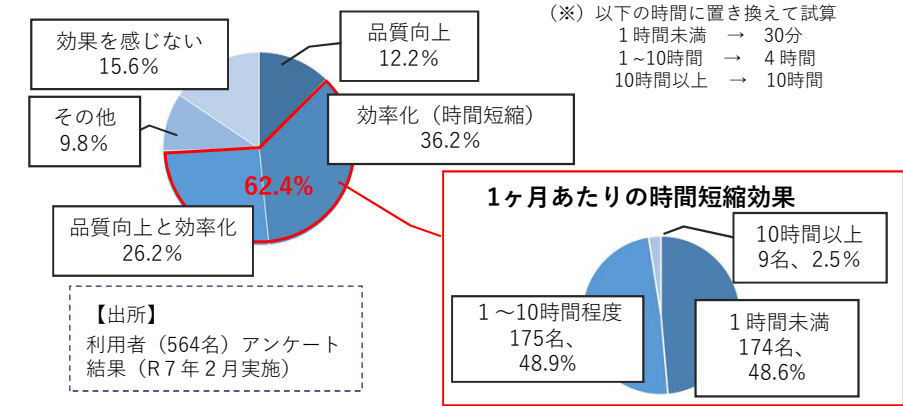 （※）以下の時間に置き換えて試算
１時間未満　→　30分
1~10時間　→　４時間
10時間以上　→　10時間
効果を感じない
15.6%
品質向上
12.2%
その他
9.8%
効率化（時間短縮）
36.2%
62.4%
品質向上と効率化
26.2%
【出所】
利用者（564名）アンケート
結果（R７年２月実施）
1ヶ月あたりの時間短縮効果
10時間以上
9名、2.5%
１～10時間程度
175名、
48.9%
１時間未満
174名、
48.6%